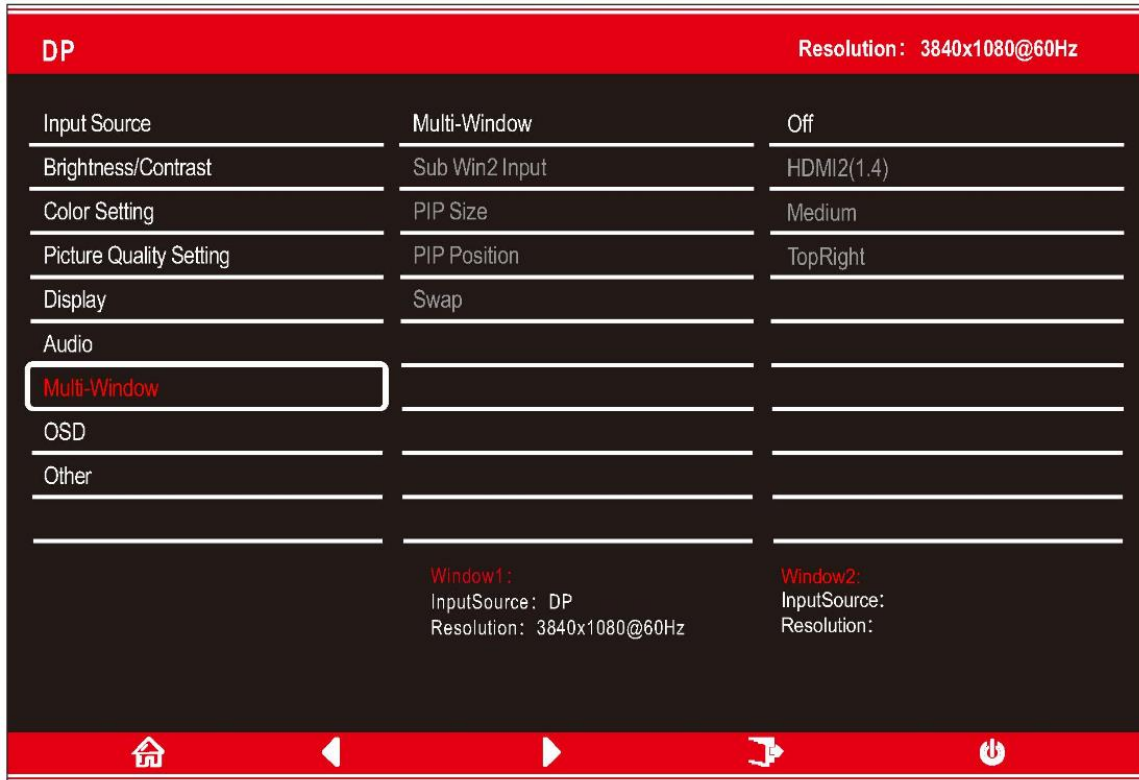 DP Resolution: 3840x1080@60Hz
Input Source Multi-Window Off
Brightness/Contrast Sub Win2 Input HDMI2(1.4)
Color Setting PIP Size Medium
Picture Quality Setting PIP Position TopRight
Display Swap
Audio
Multi-Window
OSD
Other
Window1: Window2:
InputSource: DP InputSource:
Resolution: 3840x1080@60Hz Resolution: